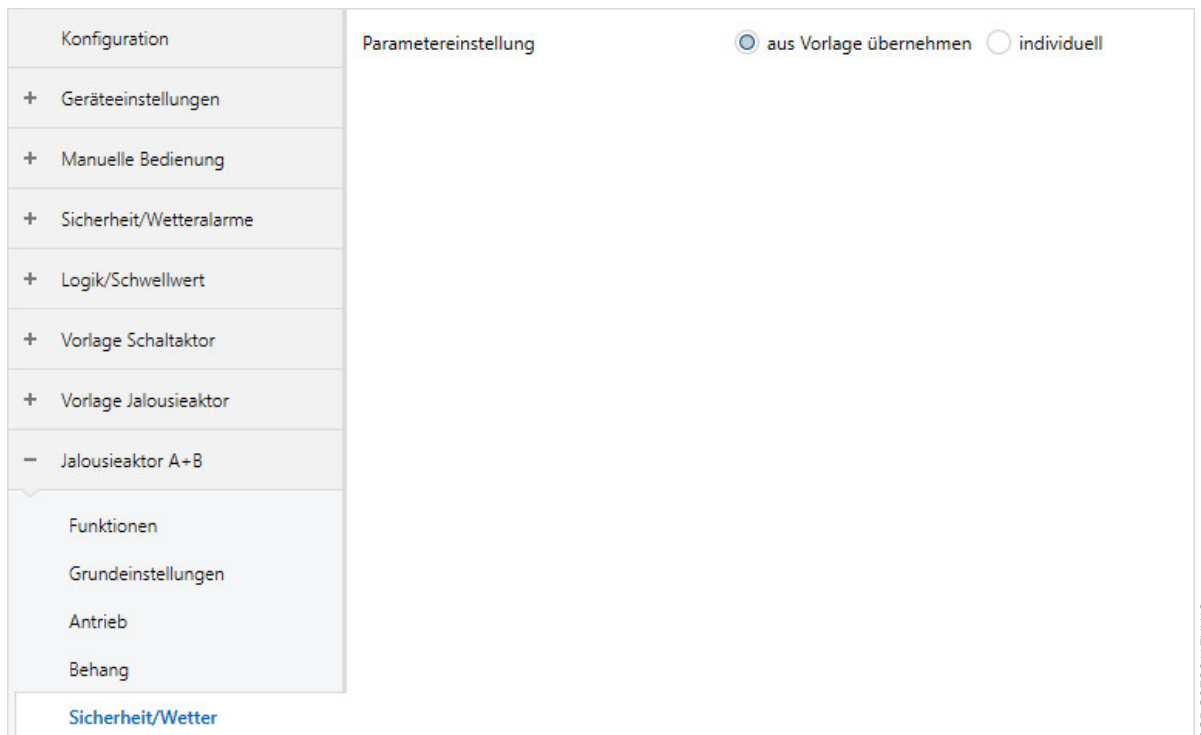 Konfiguration
Parametereinstellung aus Vorlage übernehmen individuell
+ Geräteeinstellungen
+ Manuelle Bedienung
+ Sicherheit/Wetteralarme
+ Logik/Schwellwert
+ Vorlage Schaltaktor
+ Vorlage Jalousieaktor
− Jalousieaktor A+B
Funktionen
Grundeinstellungen
Antrieb
Behang
Sicherheit/Wetter